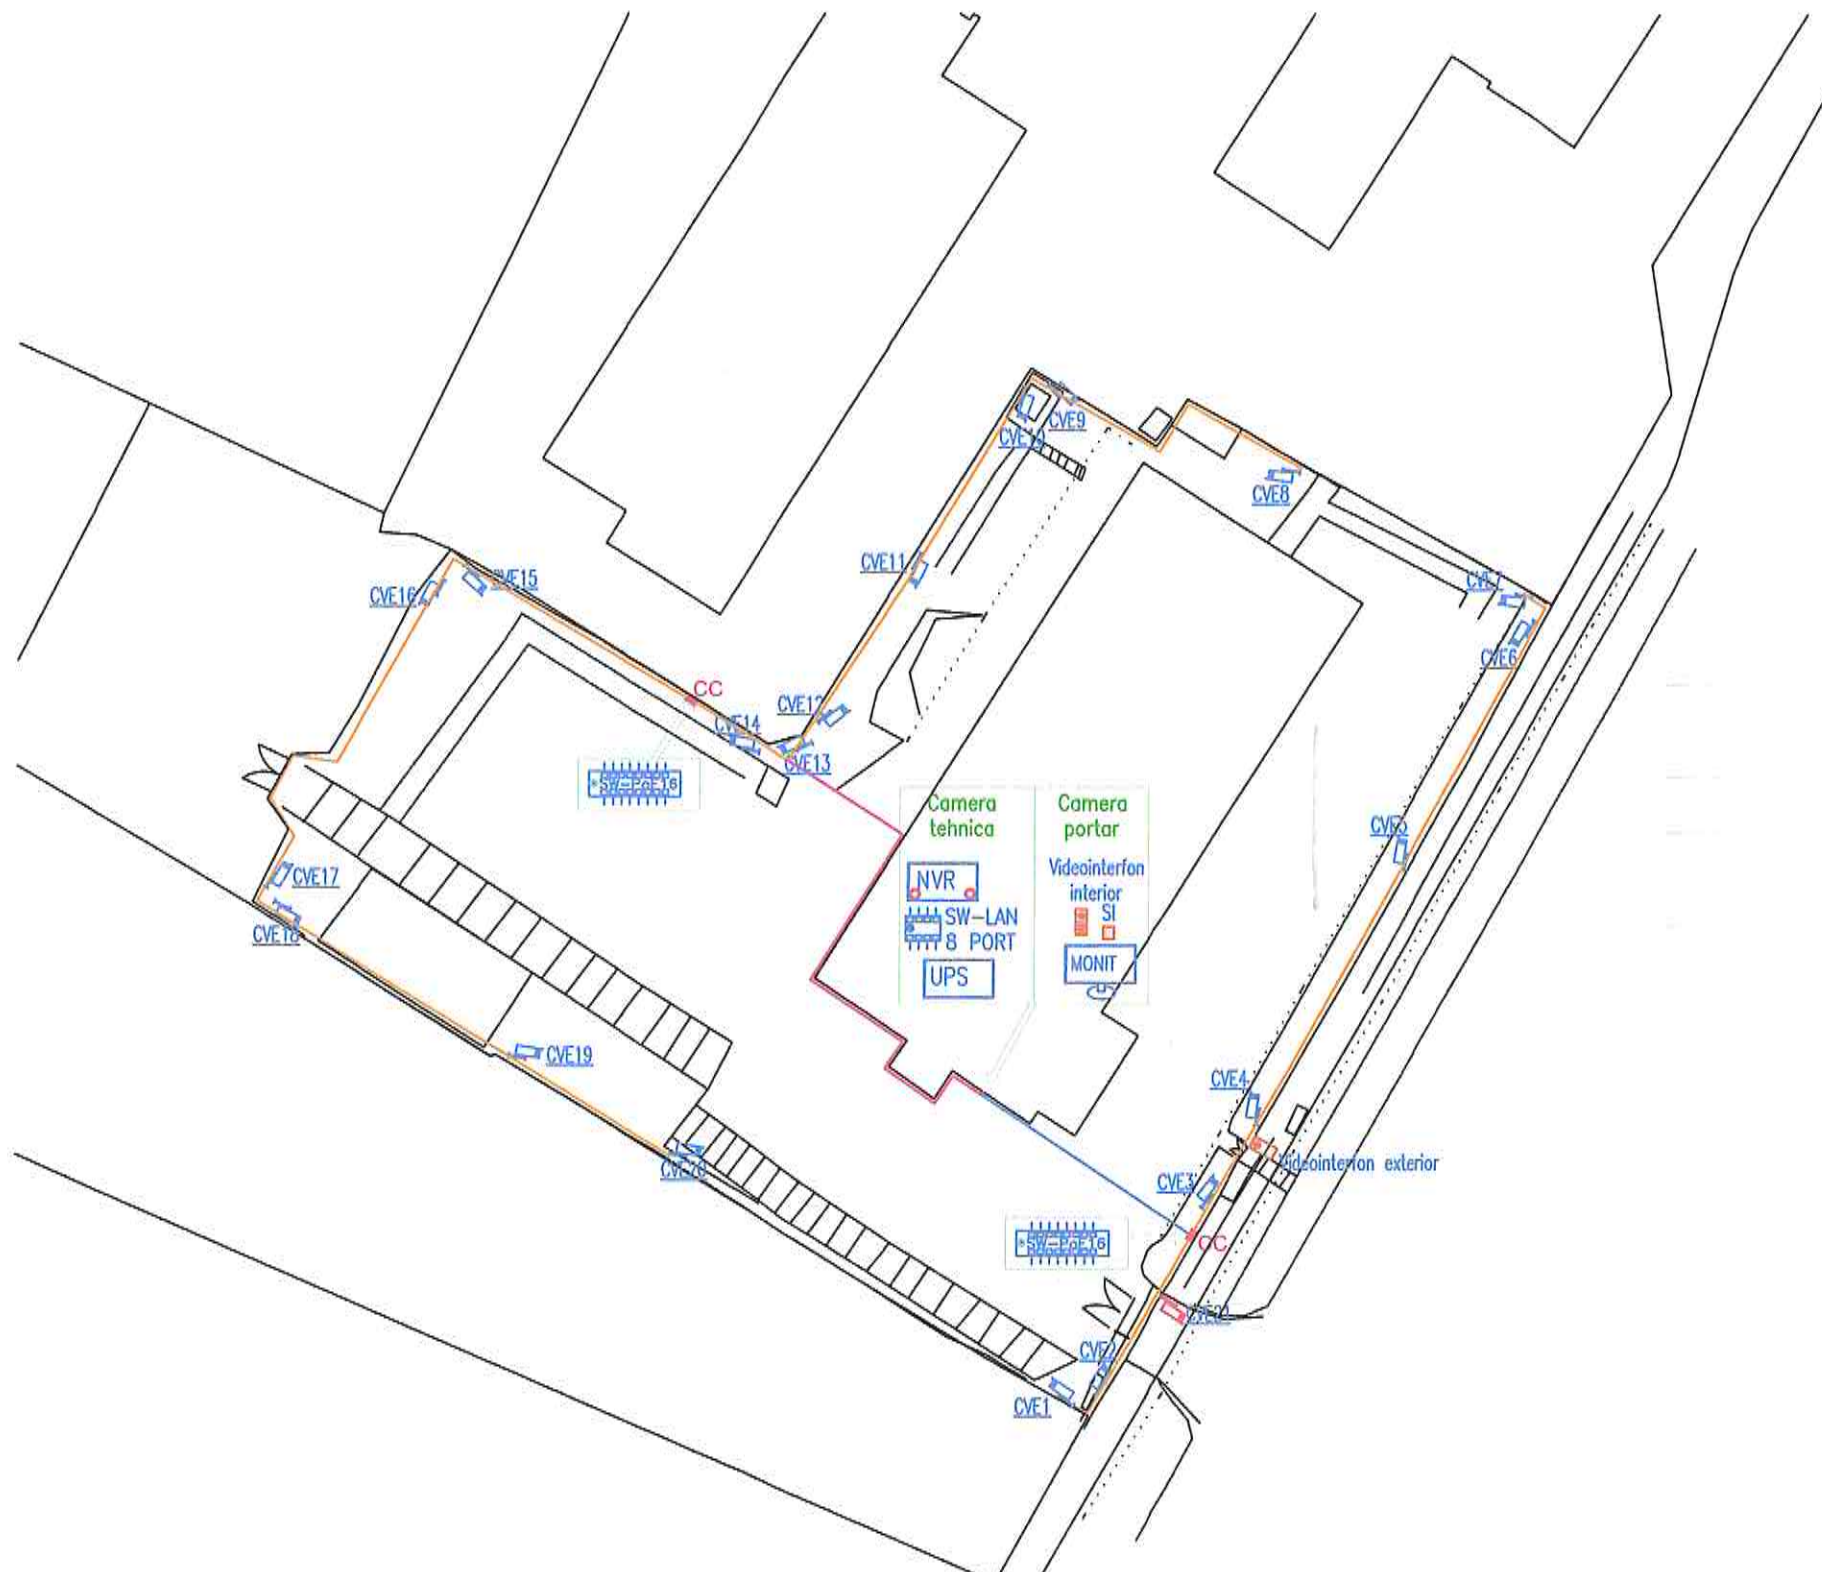 CVE9
CVE10
CVE8
CVE11
CVE15
CVE16
CVE7
CVE6
CC
CVE12
CVE14
CVE13
SW-PoE16
Camera
tehnica
Camera
portar
CVE5
Videointerfon
interior
NVR
SI
SW-LAN
8 PORT
MONIT
UPS
CVE17
CVE18
CVE19
CVE4
Videointerfon exterior
CVE20
CVE3
SW-PoE16
CC
CVE21
CVE2
CVE1